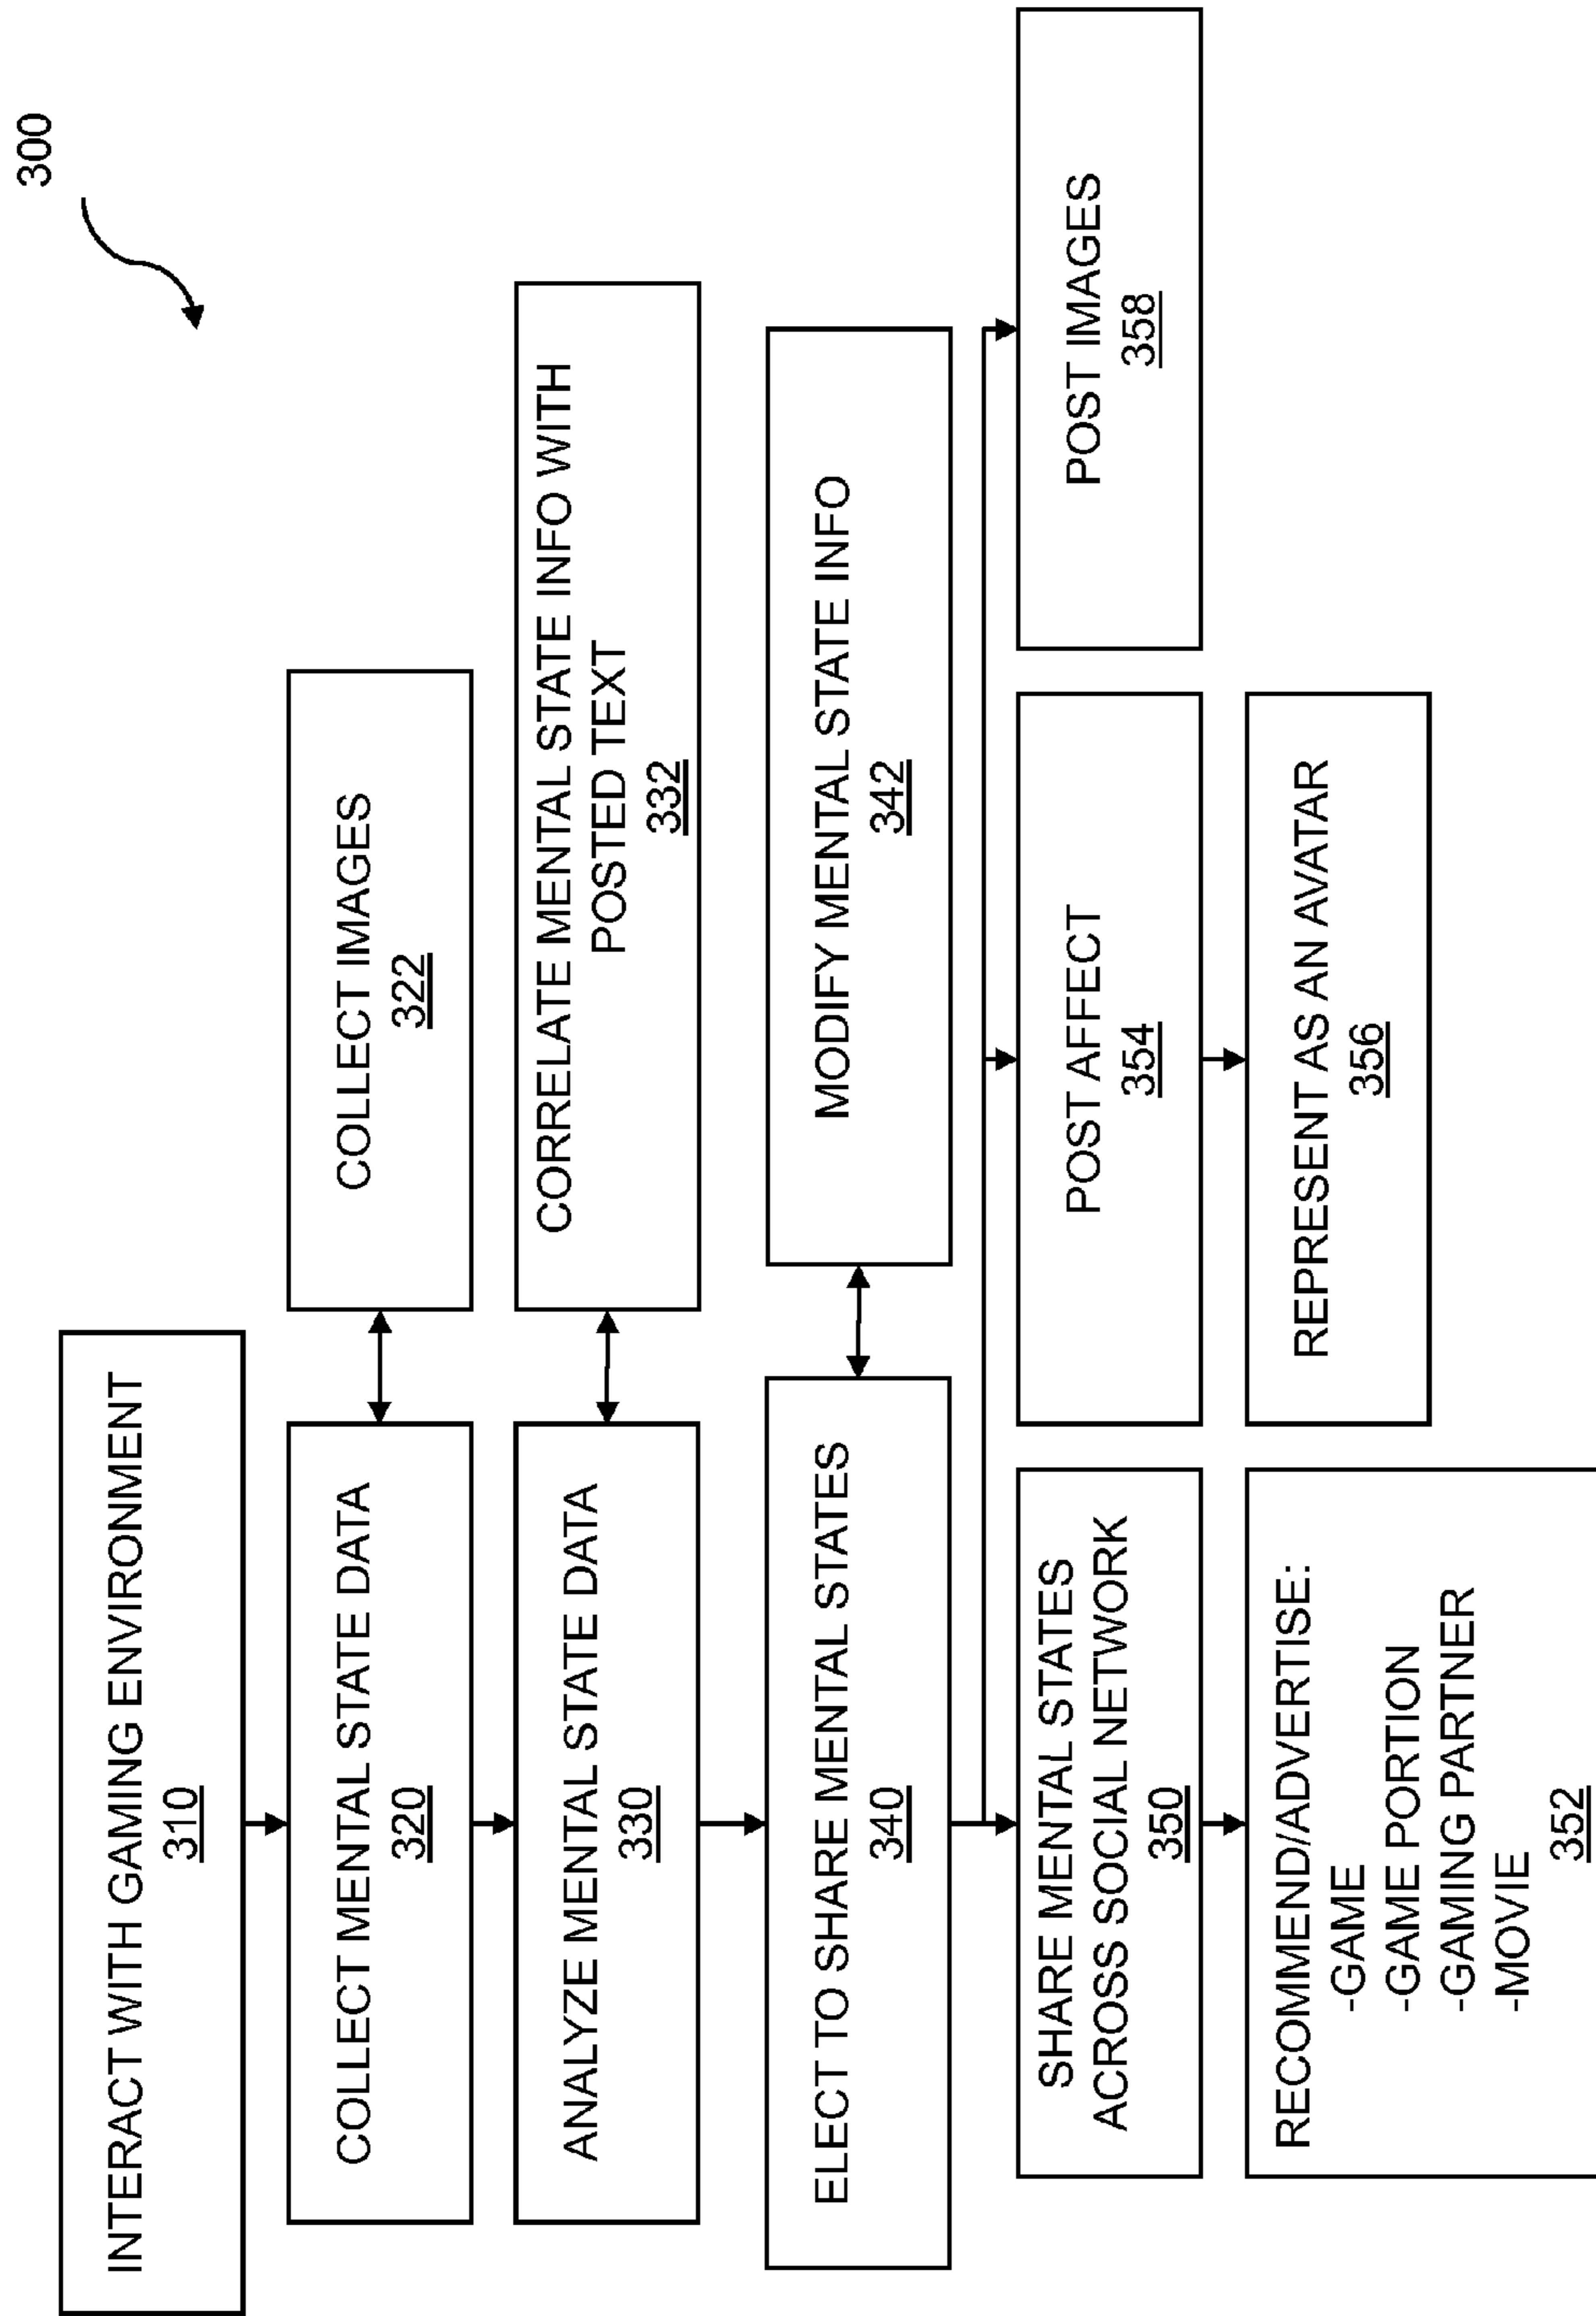 300
INTERACT WITH GAMING ENVIRONMENT
310
COLLECT MENTAL STATE DATA
320
COLLECT IMAGES
322
ANALYZE MENTAL STATE DATA
330
CORRELATE MENTAL STATE INFO WITH
POSTED TEXT
332
ELECT TO SHARE MENTAL STATES
340
MODIFY MENTAL STATE INFO
342
SHARE MENTAL STATES
ACROSS SOCIAL NETWORK
350
POST AFFECT
354
POST IMAGES
358
RECOMMEND/ADVERTISE:
-GAME
-GAME PORTION
-GAMING PARTNER
-MOVIE
352
REPRESENT AS AN AVATAR
356